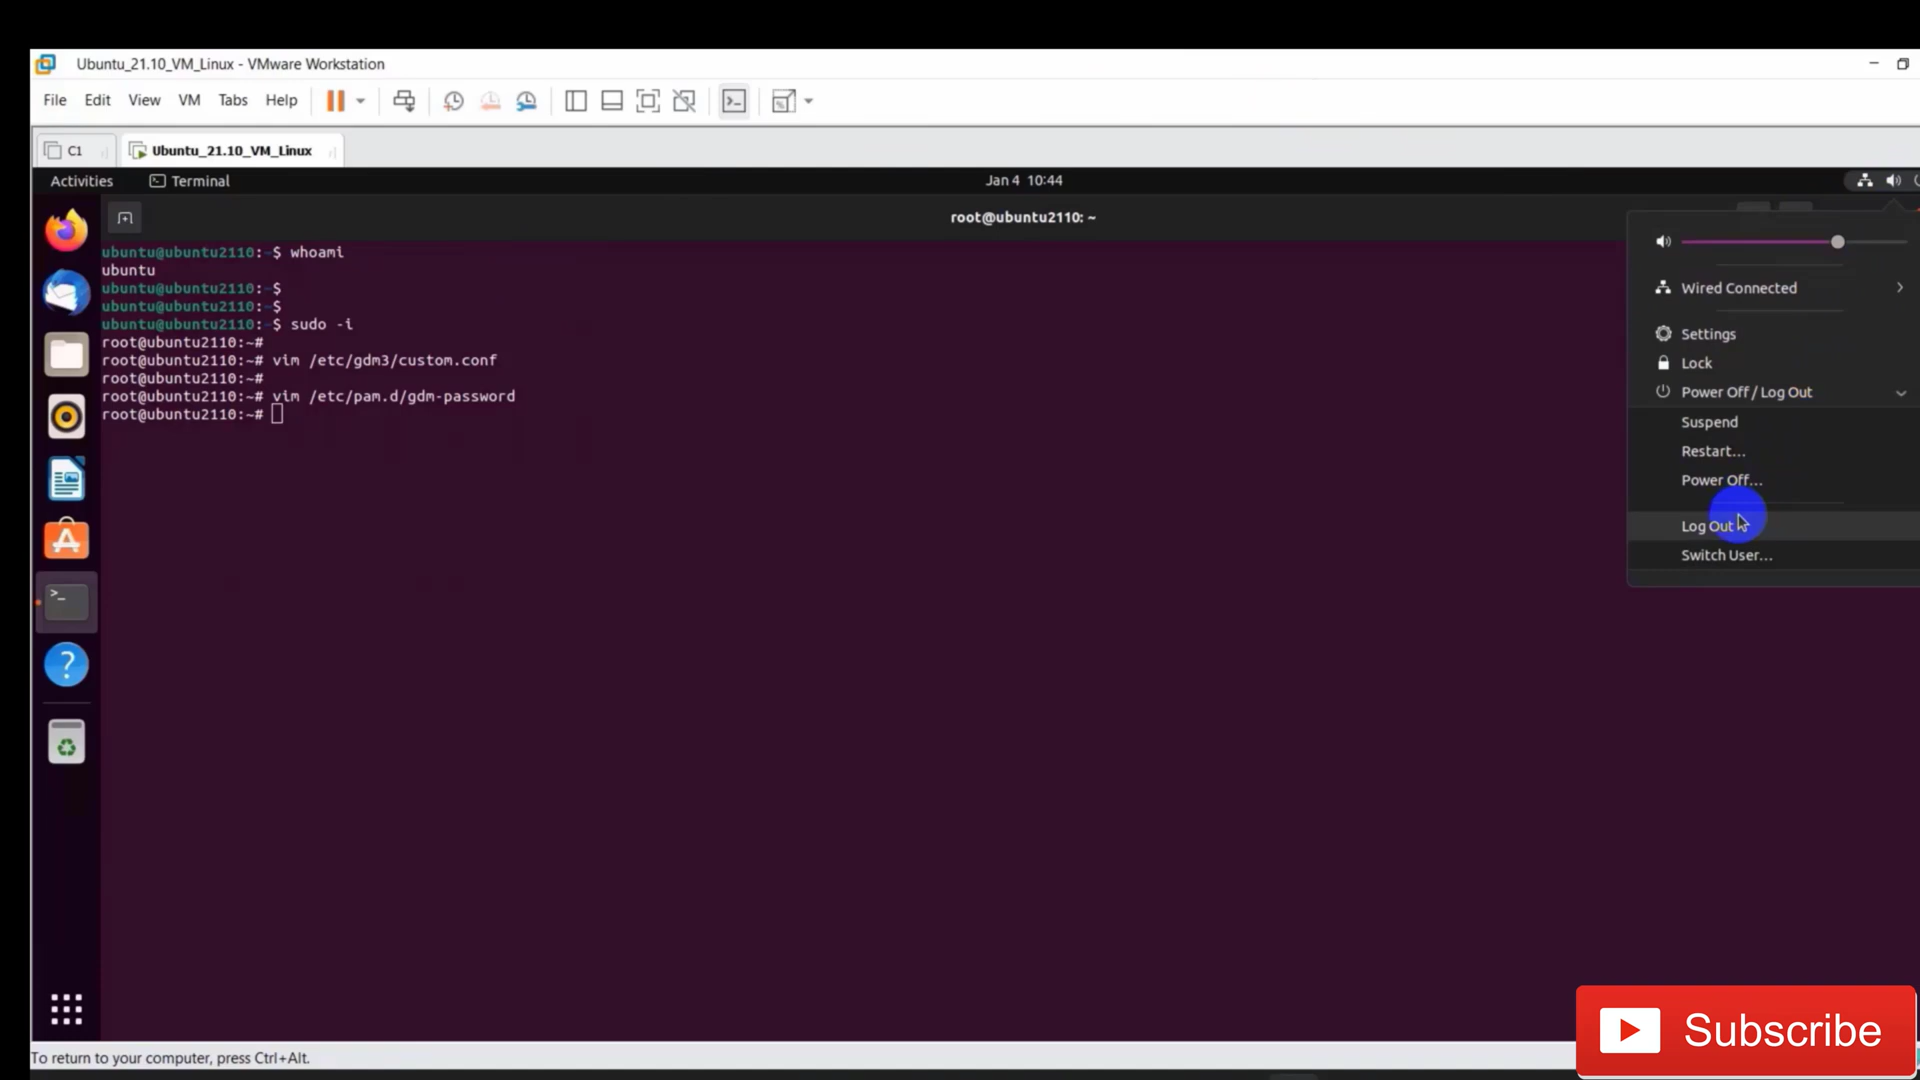 Ubuntu_21.10_VM_Linux - VMware Workstation
File Edit View VM Tabs Help
C1 Ubuntu_21.10_VM_Linux
Activities Terminal Jan 4 10:44
root@ubuntu2110: ~
ubuntu@ubuntu2110:~$ whoami
ubuntu
ubuntu@ubuntu2110:~$
ubuntu@ubuntu2110:~$
ubuntu@ubuntu2110:~$ sudo -i
root@ubuntu2110:~#
root@ubuntu2110:~# vim /etc/gdm3/custom.conf
root@ubuntu2110:~#
root@ubuntu2110:~# vim /etc/pam.d/gdm-password
root@ubuntu2110:~#
Wired Connected
Settings
Lock
Power Off / Log Out
Suspend
Restart...
Power Off...
Log Out
Switch User...
Subscribe
To return to your computer, press Ctrl+Alt.